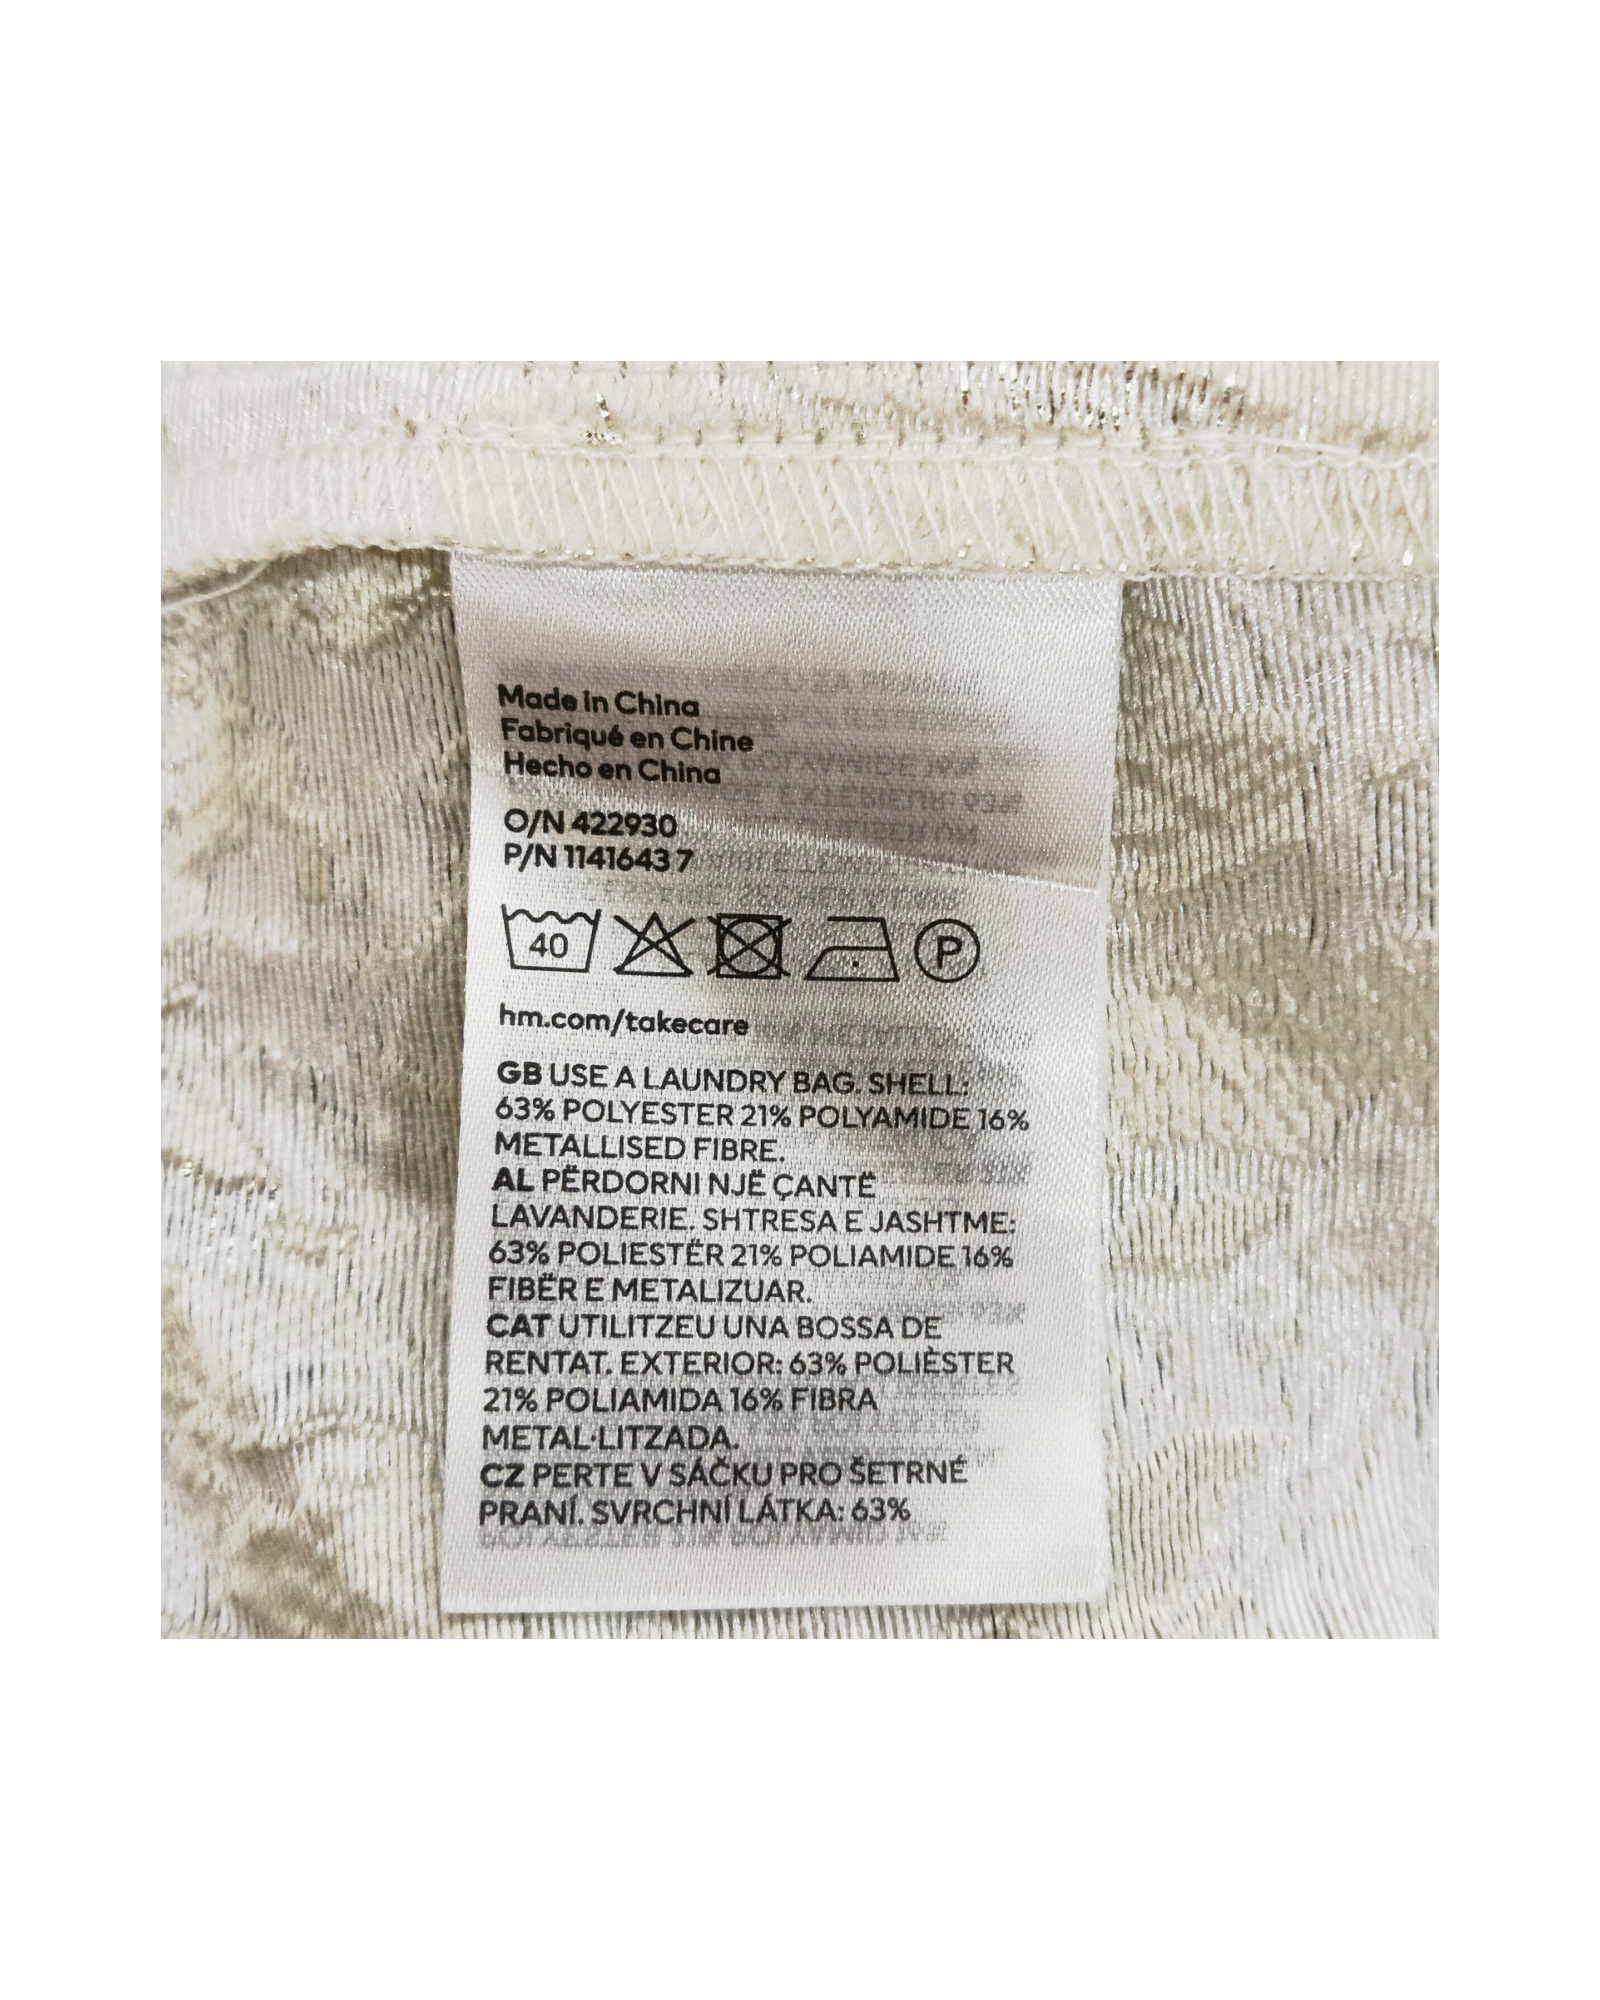 Made in China
Fabriqué en Chine
Hecho en China
O/N 422930
P/N 1141643 7
40
P
hm.com/takecare
GB USE A LAUNDRY BAG. SHELL:
63% POLYESTER 21% POLYAMIDE 16%
METALLISED FIBRE.
AL PËRDORNI NJË ÇANTË
LAVANDERIE. SHTRESA E JASHTME:
63% POLIESTËR 21% POLIAMIDE 16%
FIBËR E METALIZUAR.
CAT UTILITZEU UNA BOSSA DE
RENTAT. EXTERIOR: 63% POLIÈSTER
21% POLIAMIDA 16% FIBRA
METAL·LITZADA.
CZ PERTE V SÁČKU PRO ŠETRNÉ
PRANÍ. SVRCHNÍ LÁTKA: 63%